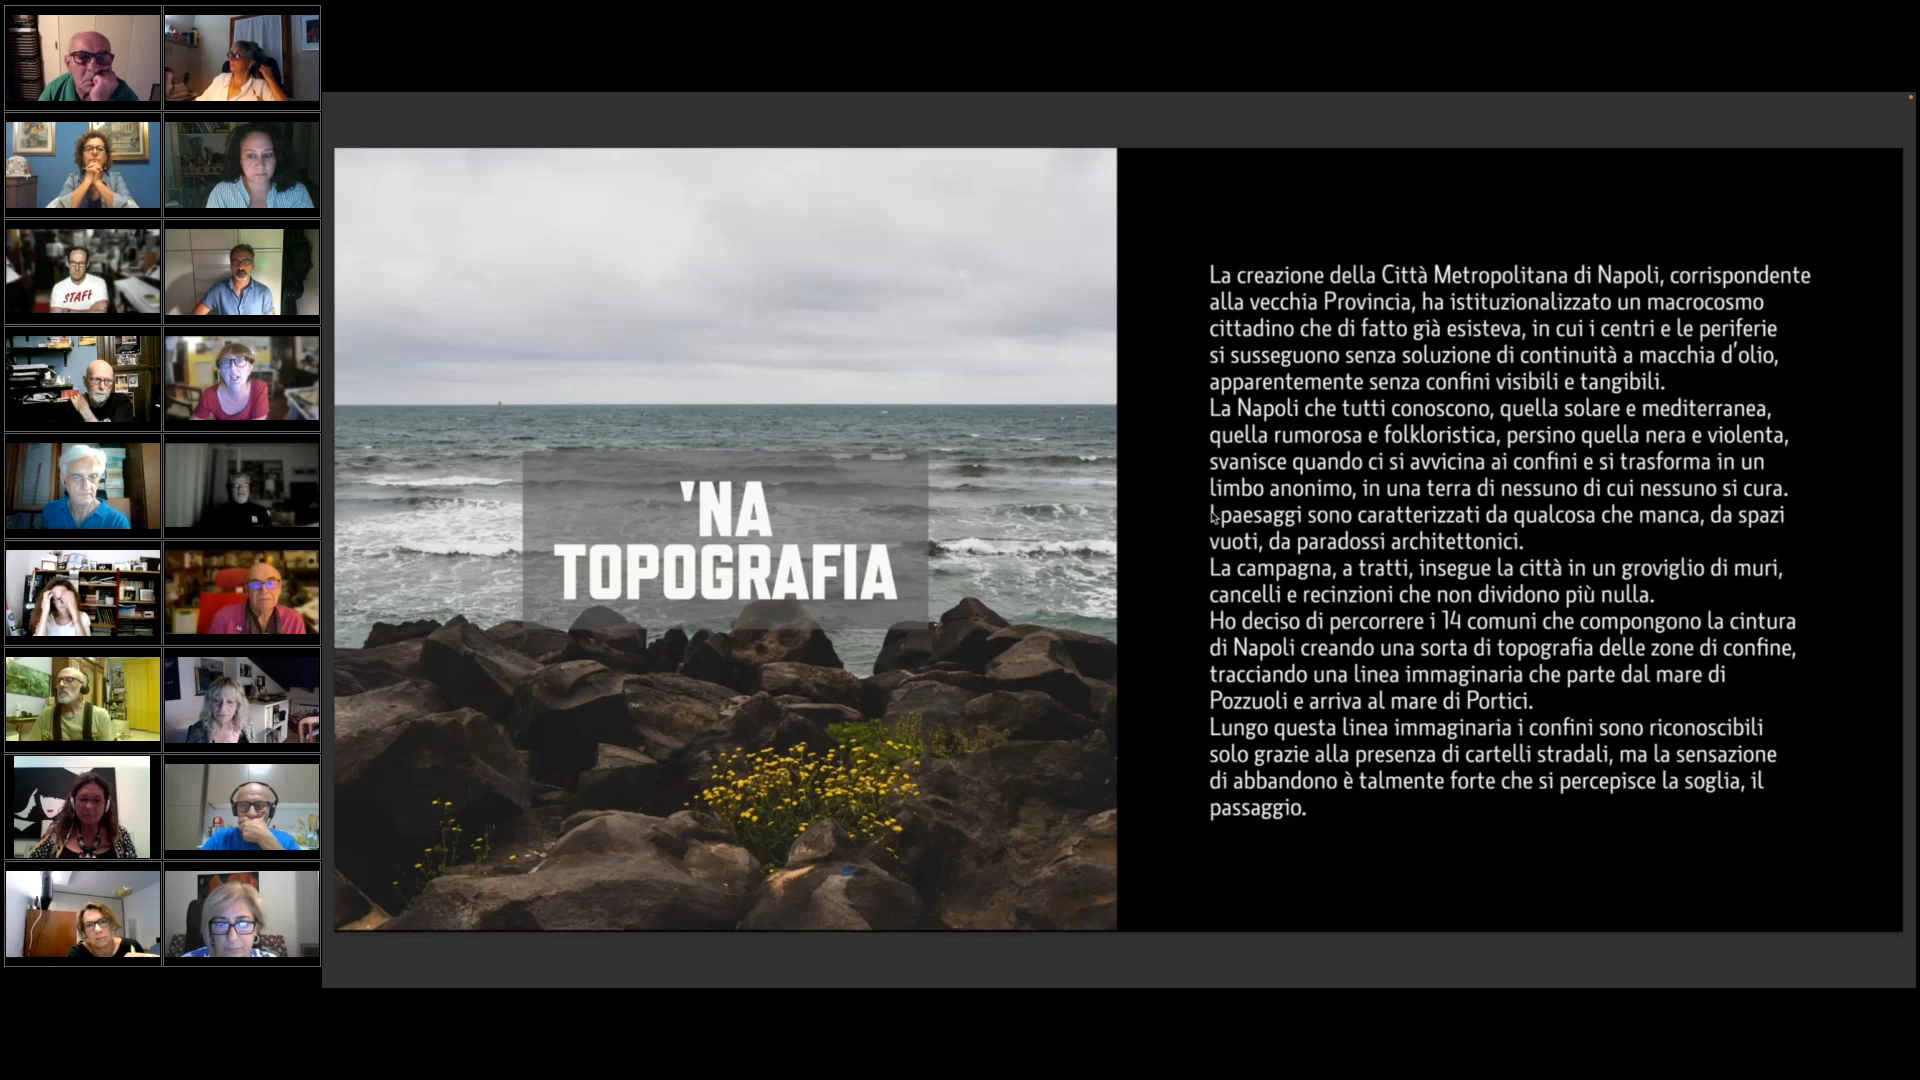 STAFF
'NA
TOPOGRAFIA
La creazione della Città Metropolitana di Napoli, corrispondente
alla vecchia Provincia, ha istituzionalizzato un macrocosmo
cittadino che di fatto già esisteva, in cui i centri e le periferie
si susseguono senza soluzione di continuità a macchia d'olio,
apparentemente senza confini visibili e tangibili.
La Napoli che tutti conoscono, quella solare e mediterranea,
quella rumorosa e folkloristica, persino quella nera e violenta,
svanisce quando ci si avvicina ai confini e si trasforma in un
limbo anonimo, in una terra di nessuno di cui nessuno si cura.
I paesaggi sono caratterizzati da qualcosa che manca, da spazi
vuoti, da paradossi architettonici.
La campagna, a tratti, insegue la città in un groviglio di muri,
cancelli e recinzioni che non dividono più nulla.
Ho deciso di percorrere i 14 comuni che compongono la cintura
di Napoli creando una sorta di topografia delle zone di confine,
tracciando una linea immaginaria che parte dal mare di
Pozzuoli e arriva al mare di Portici.
Lungo questa linea immaginaria i confini sono riconoscibili
solo grazie alla presenza di cartelli stradali, ma la sensazione
di abbandono è talmente forte che si percepisce la soglia, il
passaggio.